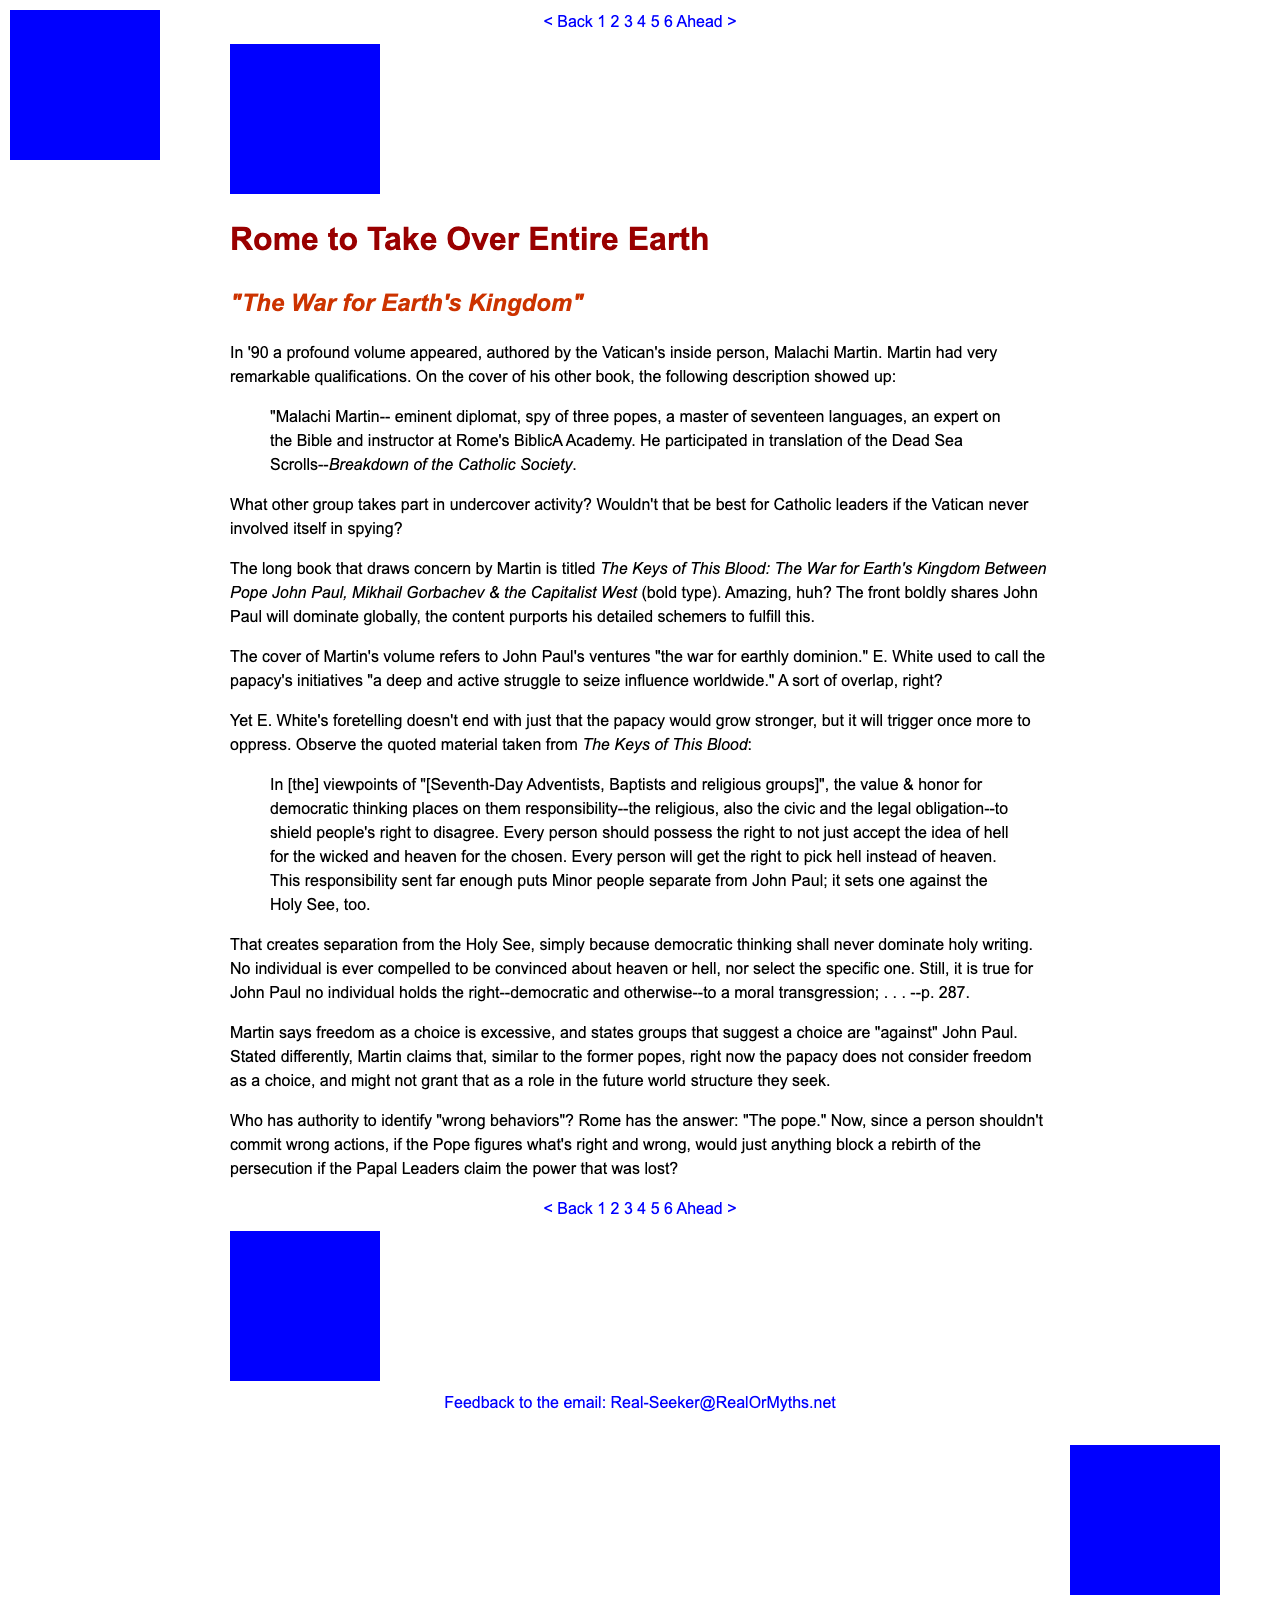 < Back 1 2 3 4 5 6 Ahead >
Rome to Take Over Entire Earth
"The War for Earth's Kingdom"
In '90 a profound volume appeared, authored by the Vatican's inside person, Malachi Martin. Martin had very
remarkable qualifications. On the cover of his other book, the following description showed up:
"Malachi Martin-- eminent diplomat, spy of three popes, a master of seventeen languages, an expert on
the Bible and instructor at Rome's BiblicA Academy. He participated in translation of the Dead Sea
Scrolls--Breakdown of the Catholic Society.
What other group takes part in undercover activity? Wouldn't that be best for Catholic leaders if the Vatican never
involved itself in spying?
The long book that draws concern by Martin is titled The Keys of This Blood: The War for Earth's Kingdom Between
Pope John Paul, Mikhail Gorbachev & the Capitalist West (bold type). Amazing, huh? The front boldly shares John
Paul will dominate globally, the content purports his detailed schemers to fulfill this.
The cover of Martin's volume refers to John Paul's ventures "the war for earthly dominion." E. White used to call the
papacy's initiatives "a deep and active struggle to seize influence worldwide." A sort of overlap, right?
Yet E. White's foretelling doesn't end with just that the papacy would grow stronger, but it will trigger once more to
oppress. Observe the quoted material taken from The Keys of This Blood:
In [the] viewpoints of "[Seventh-Day Adventists, Baptists and religious groups]", the value & honor for
democratic thinking places on them responsibility--the religious, also the civic and the legal obligation--to
shield people's right to disagree. Every person should possess the right to not just accept the idea of hell
for the wicked and heaven for the chosen. Every person will get the right to pick hell instead of heaven.
This responsibility sent far enough puts Minor people separate from John Paul; it sets one against the
Holy See, too.
That creates separation from the Holy See, simply because democratic thinking shall never dominate holy writing.
No individual is ever compelled to be convinced about heaven or hell, nor select the specific one. Still, it is true for
John Paul no individual holds the right--democratic and otherwise--to a moral transgression; . . . --p. 287.
Martin says freedom as a choice is excessive, and states groups that suggest a choice are "against" John Paul.
Stated differently, Martin claims that, similar to the former popes, right now the papacy does not consider freedom
as a choice, and might not grant that as a role in the future world structure they seek.
Who has authority to identify "wrong behaviors"? Rome has the answer: "The pope." Now, since a person shouldn't
commit wrong actions, if the Pope figures what's right and wrong, would just anything block a rebirth of the
persecution if the Papal Leaders claim the power that was lost?
< Back 1 2 3 4 5 6 Ahead >
Feedback to the email: Real-Seeker@RealOrMyths.net